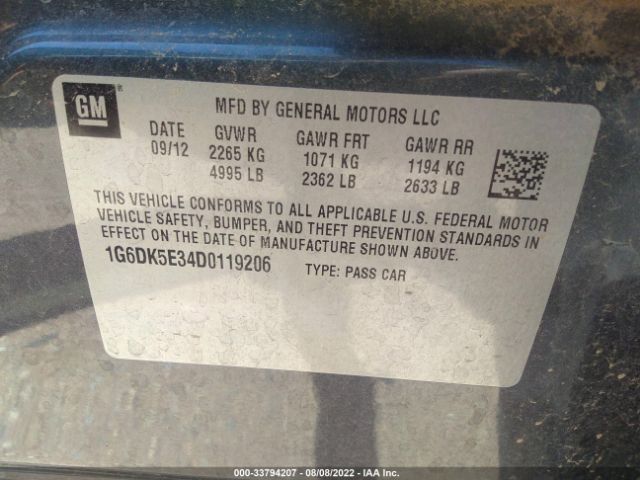 GM ®
MFD BY GENERAL MOTORS LLC
DATE GVWR GAWR FRT GAWR RR
09/12 2265 KG 1071 KG 1194 KG
4995 LB 2362 LB 2633 LB
THIS VEHICLE CONFORMS TO ALL APPLICABLE U.S. FEDERAL MOTOR
VEHICLE SAFETY, BUMPER, AND THEFT PREVENTION STANDARDS IN
EFFECT ON THE DATE OF MANUFACTURE SHOWN ABOVE.
1G6DK5E34D0119206 TYPE: PASS CAR
000-33794207 - 08/08/2022 - IAA Inc.